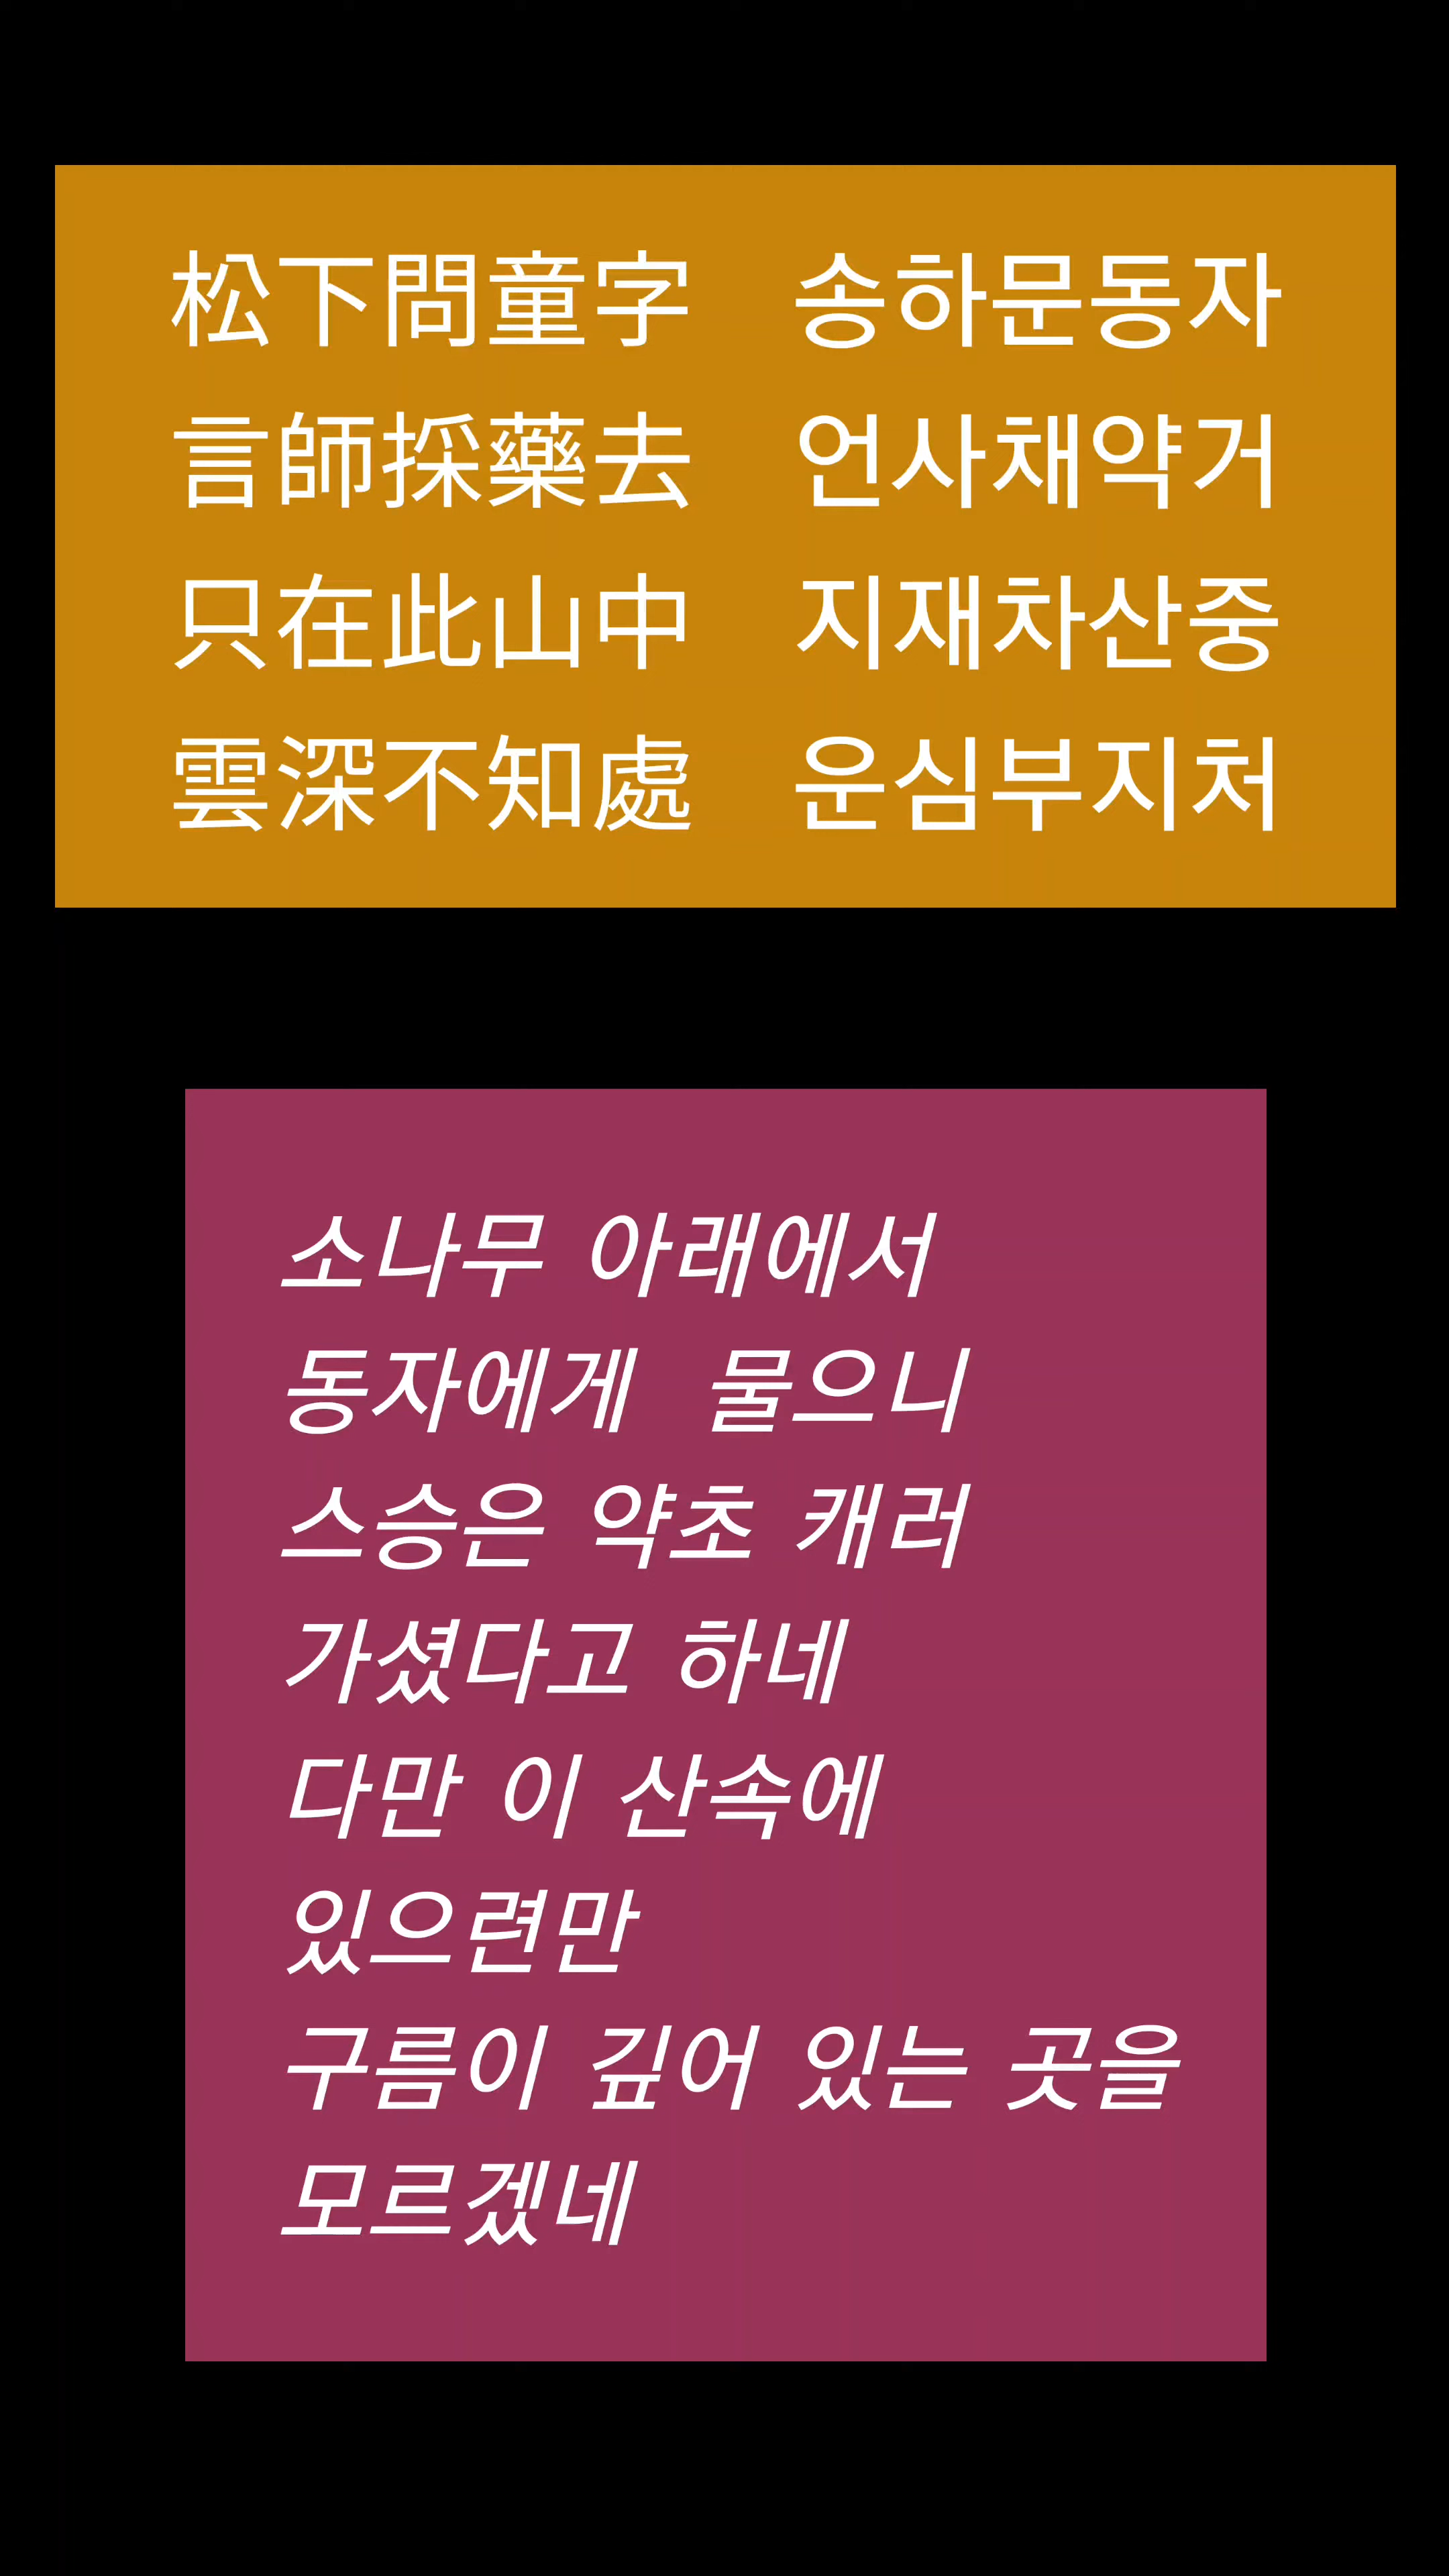 松下問童字 송하문동자
言師採藥去 언사채약거
只在此山中 지재차산중
雲深不知處 운심부지처
소나무 아래에서
동자에게 물으니
스승은 약초 캐러
가셨다고 하네
다만 이 산속에
있으련만
구름이 깊어 있는 곳을
모르겠네